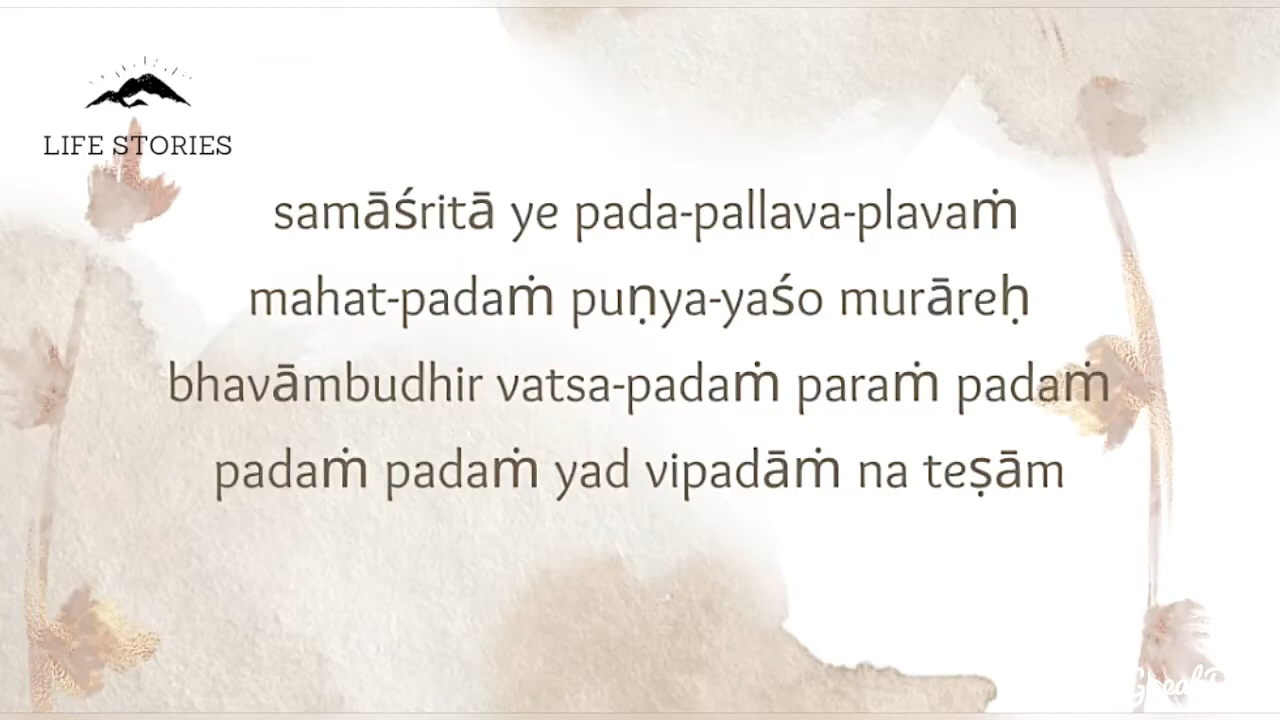 LIFE STORIES
samāśritā ye pada-pallava-plavaṁ
mahat-padaṁ puṇya-yaśo murāreḥ
bhavāmbudhir vatsa-padaṁ paraṁ padaṁ
padaṁ padaṁ yad vipadāṁ na teṣām